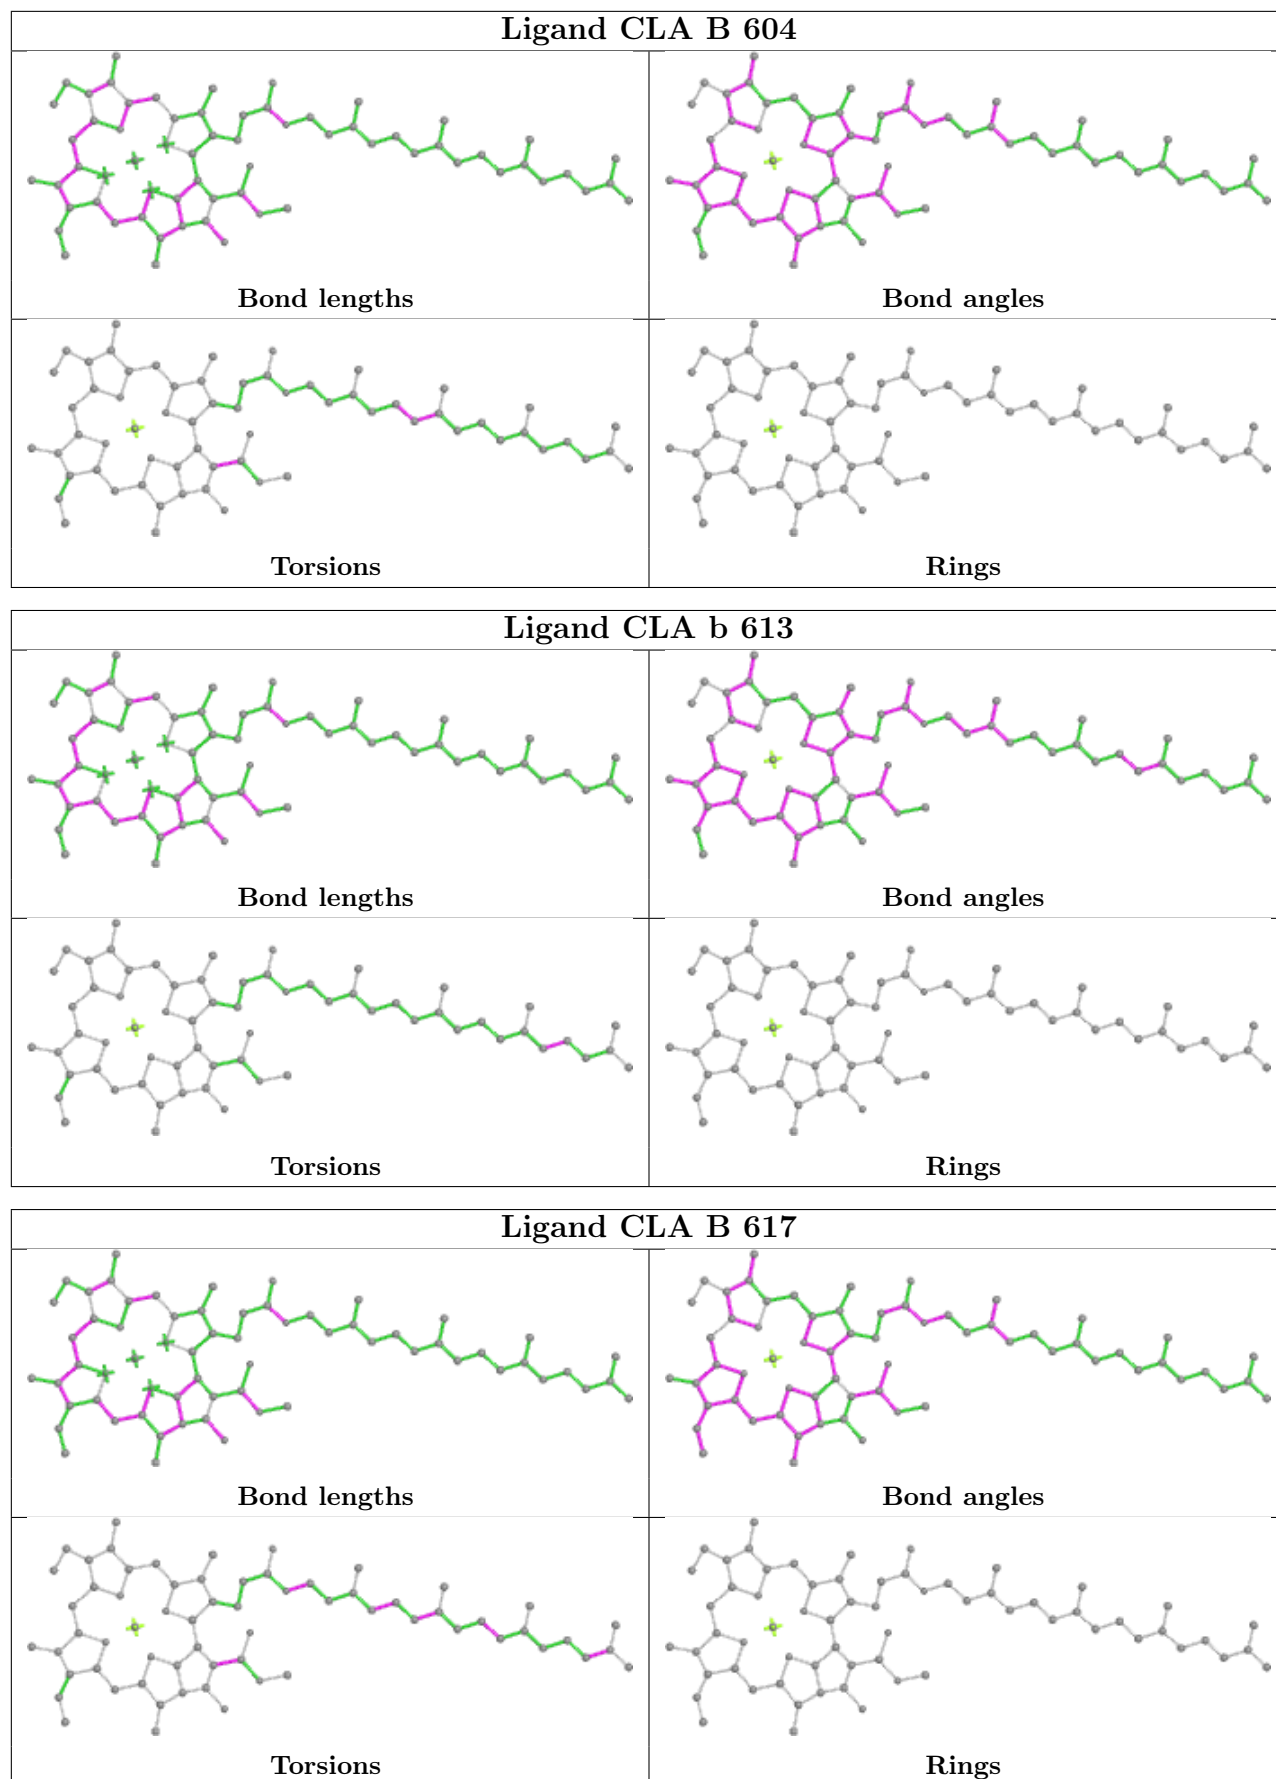 Ligand CLA B 604
Bond lengths
Bond angles
Torsions
Rings
Ligand CLA b 613
Bond lengths
Bond angles
Torsions
Rings
Ligand CLA B 617
Bond lengths
Bond angles
Torsions
Rings